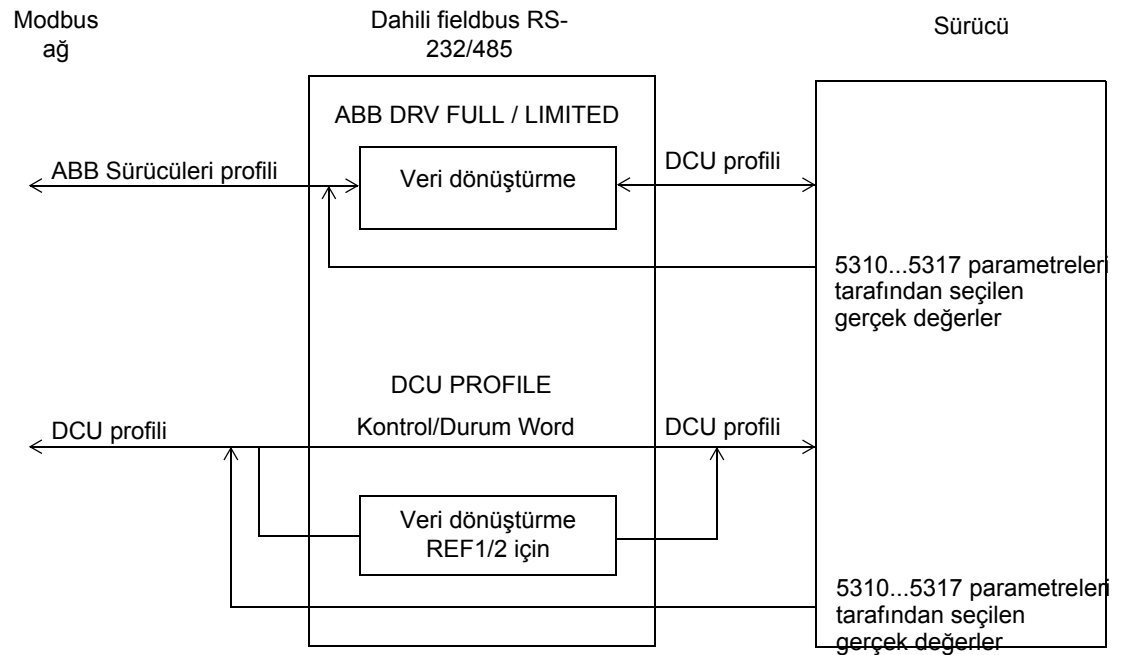 Modbus
ağ
Dahili fieldbus RS-
232/485
Sürücü
ABB DRV FULL / LIMITED
ABB Sürücüleri profili
Veri dönüştürme
DCU profili
5310...5317 parametreleri
tarafından seçilen
gerçek değerler
DCU PROFILE
DCU profili
Kontrol/Durum Word
DCU profili
Veri dönüştürme
REF1/2 için
5310...5317 parametreleri
tarafından seçilen
gerçek değerler